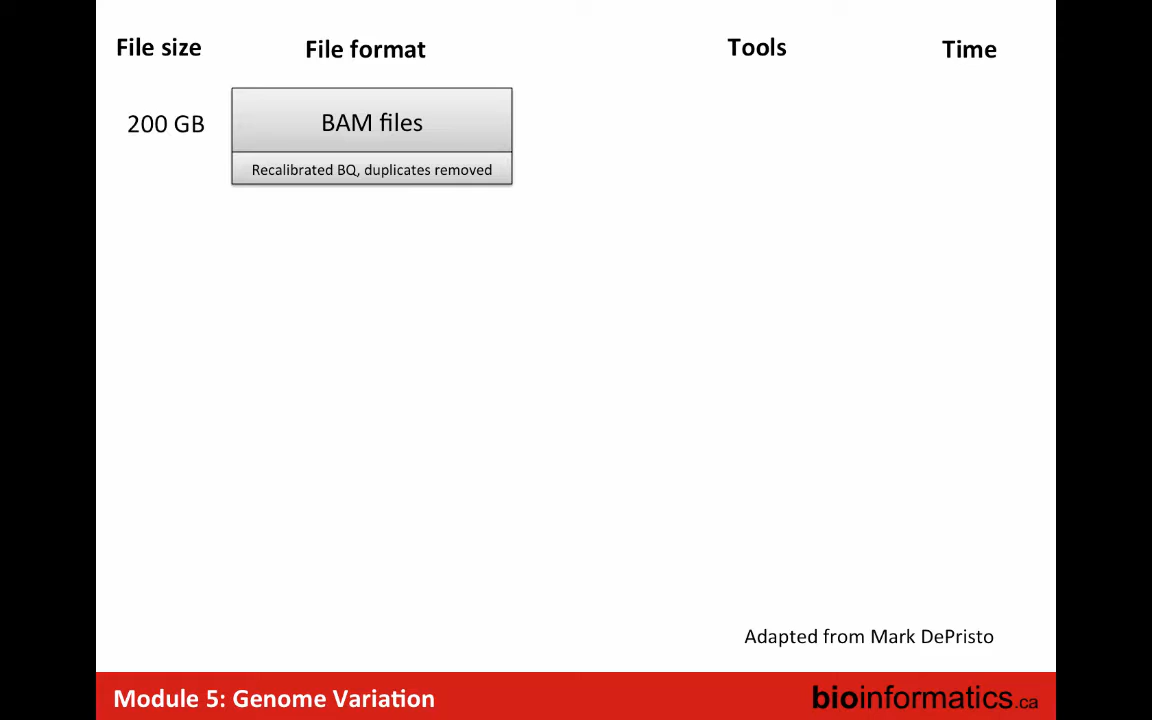 File size
File format
Tools
Time
200 GB
BAM files
Recalibrated BQ, duplicates removed
Adapted from Mark DePristo
Module 5: Genome Variation
bioinformatics.ca